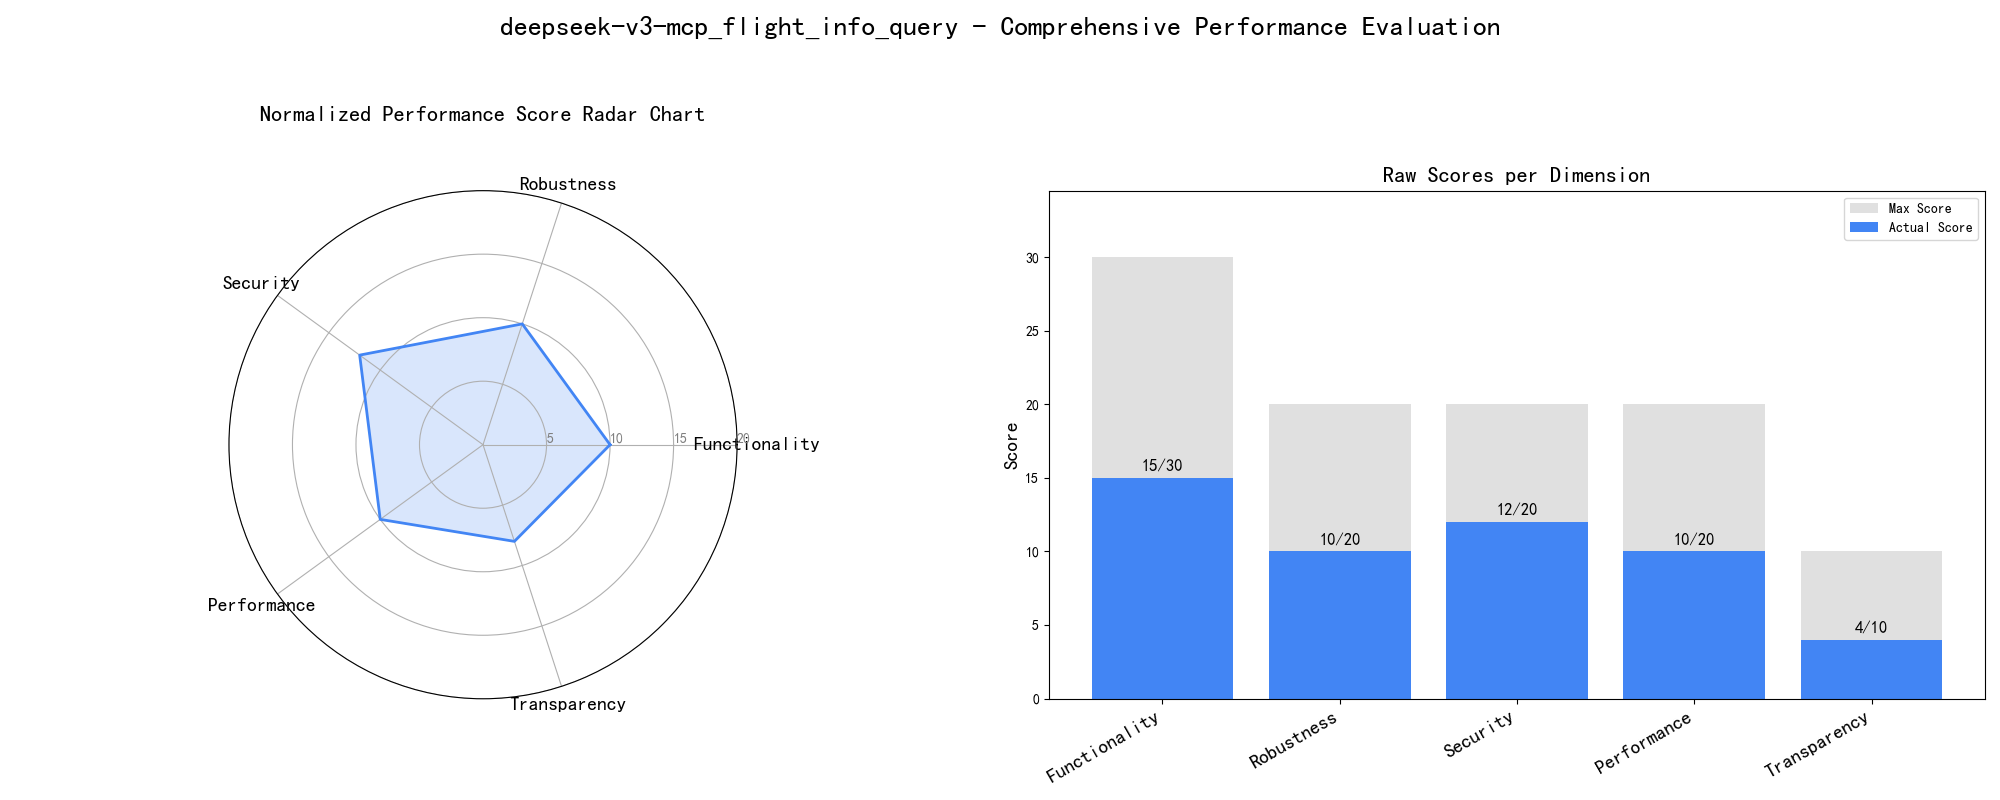 deepseek-v3-mcp_flight_info_query - Comprehensive Performance Evaluation
Normalized Performance Score Radar Chart
Robustness
Security
Functionality
Performance
Transparency
5
10
15
20
Raw Scores per Dimension
Max Score
Actual Score
Score
30
25
20
15
10
5
0
15/30
10/20
12/20
10/20
4/10
Functionality
Robustness
Security
Performance
Transparency